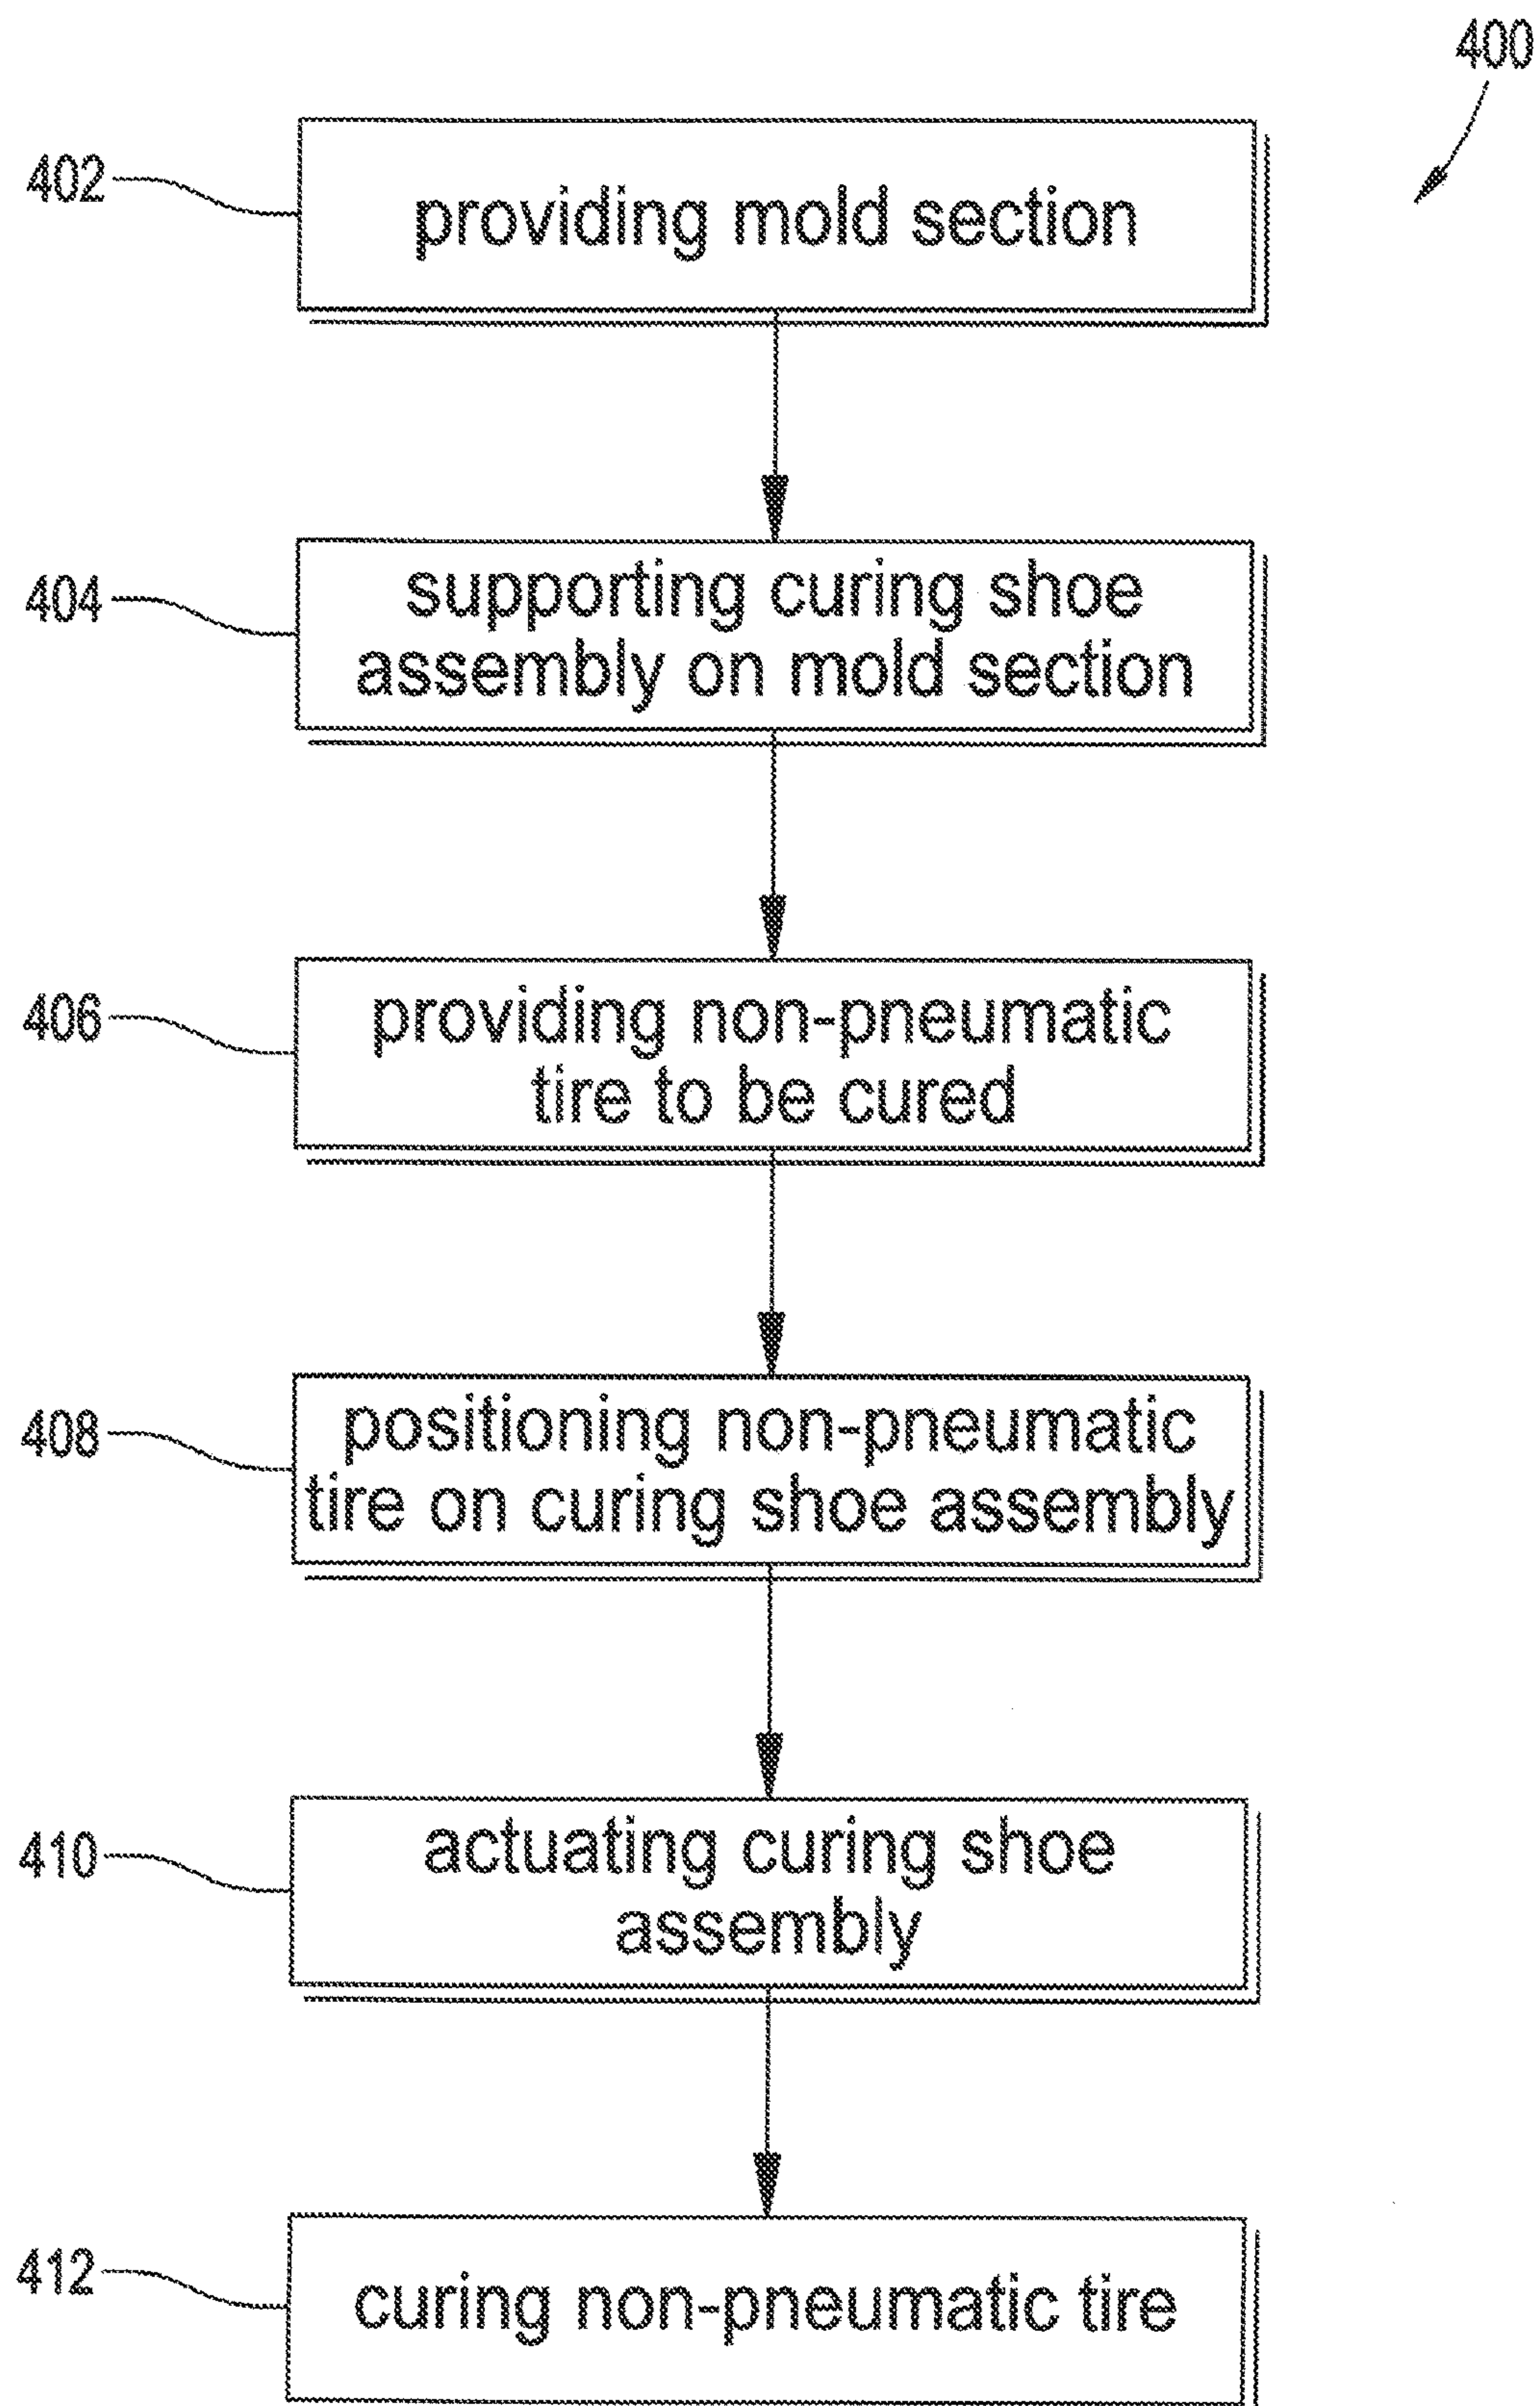 400
402
providing mold section
404
supporting curing shoe
assembly on mold section
406
providing non-pneumatic
tire to be cured
408
positioning non-pneumatic
tire on curing shoe assembly
410
actuating curing shoe
assembly
412
curing non-pneumatic tire